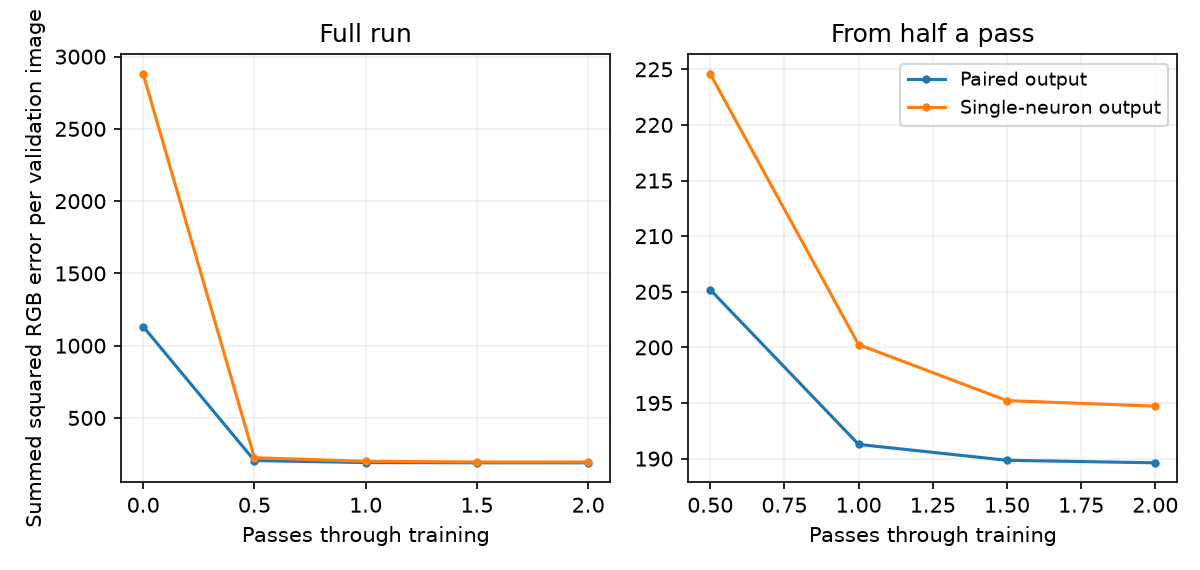 Full run
Summed squared RGB error per validation image
3000
2500
2000
1500
1000
500
0.0 0.5 1.0 1.5 2.0
Passes through training
From half a pass
Paired output
Single-neuron output
225
220
215
210
205
200
195
190
0.50 0.75 1.00 1.25 1.50 1.75 2.00
Passes through training